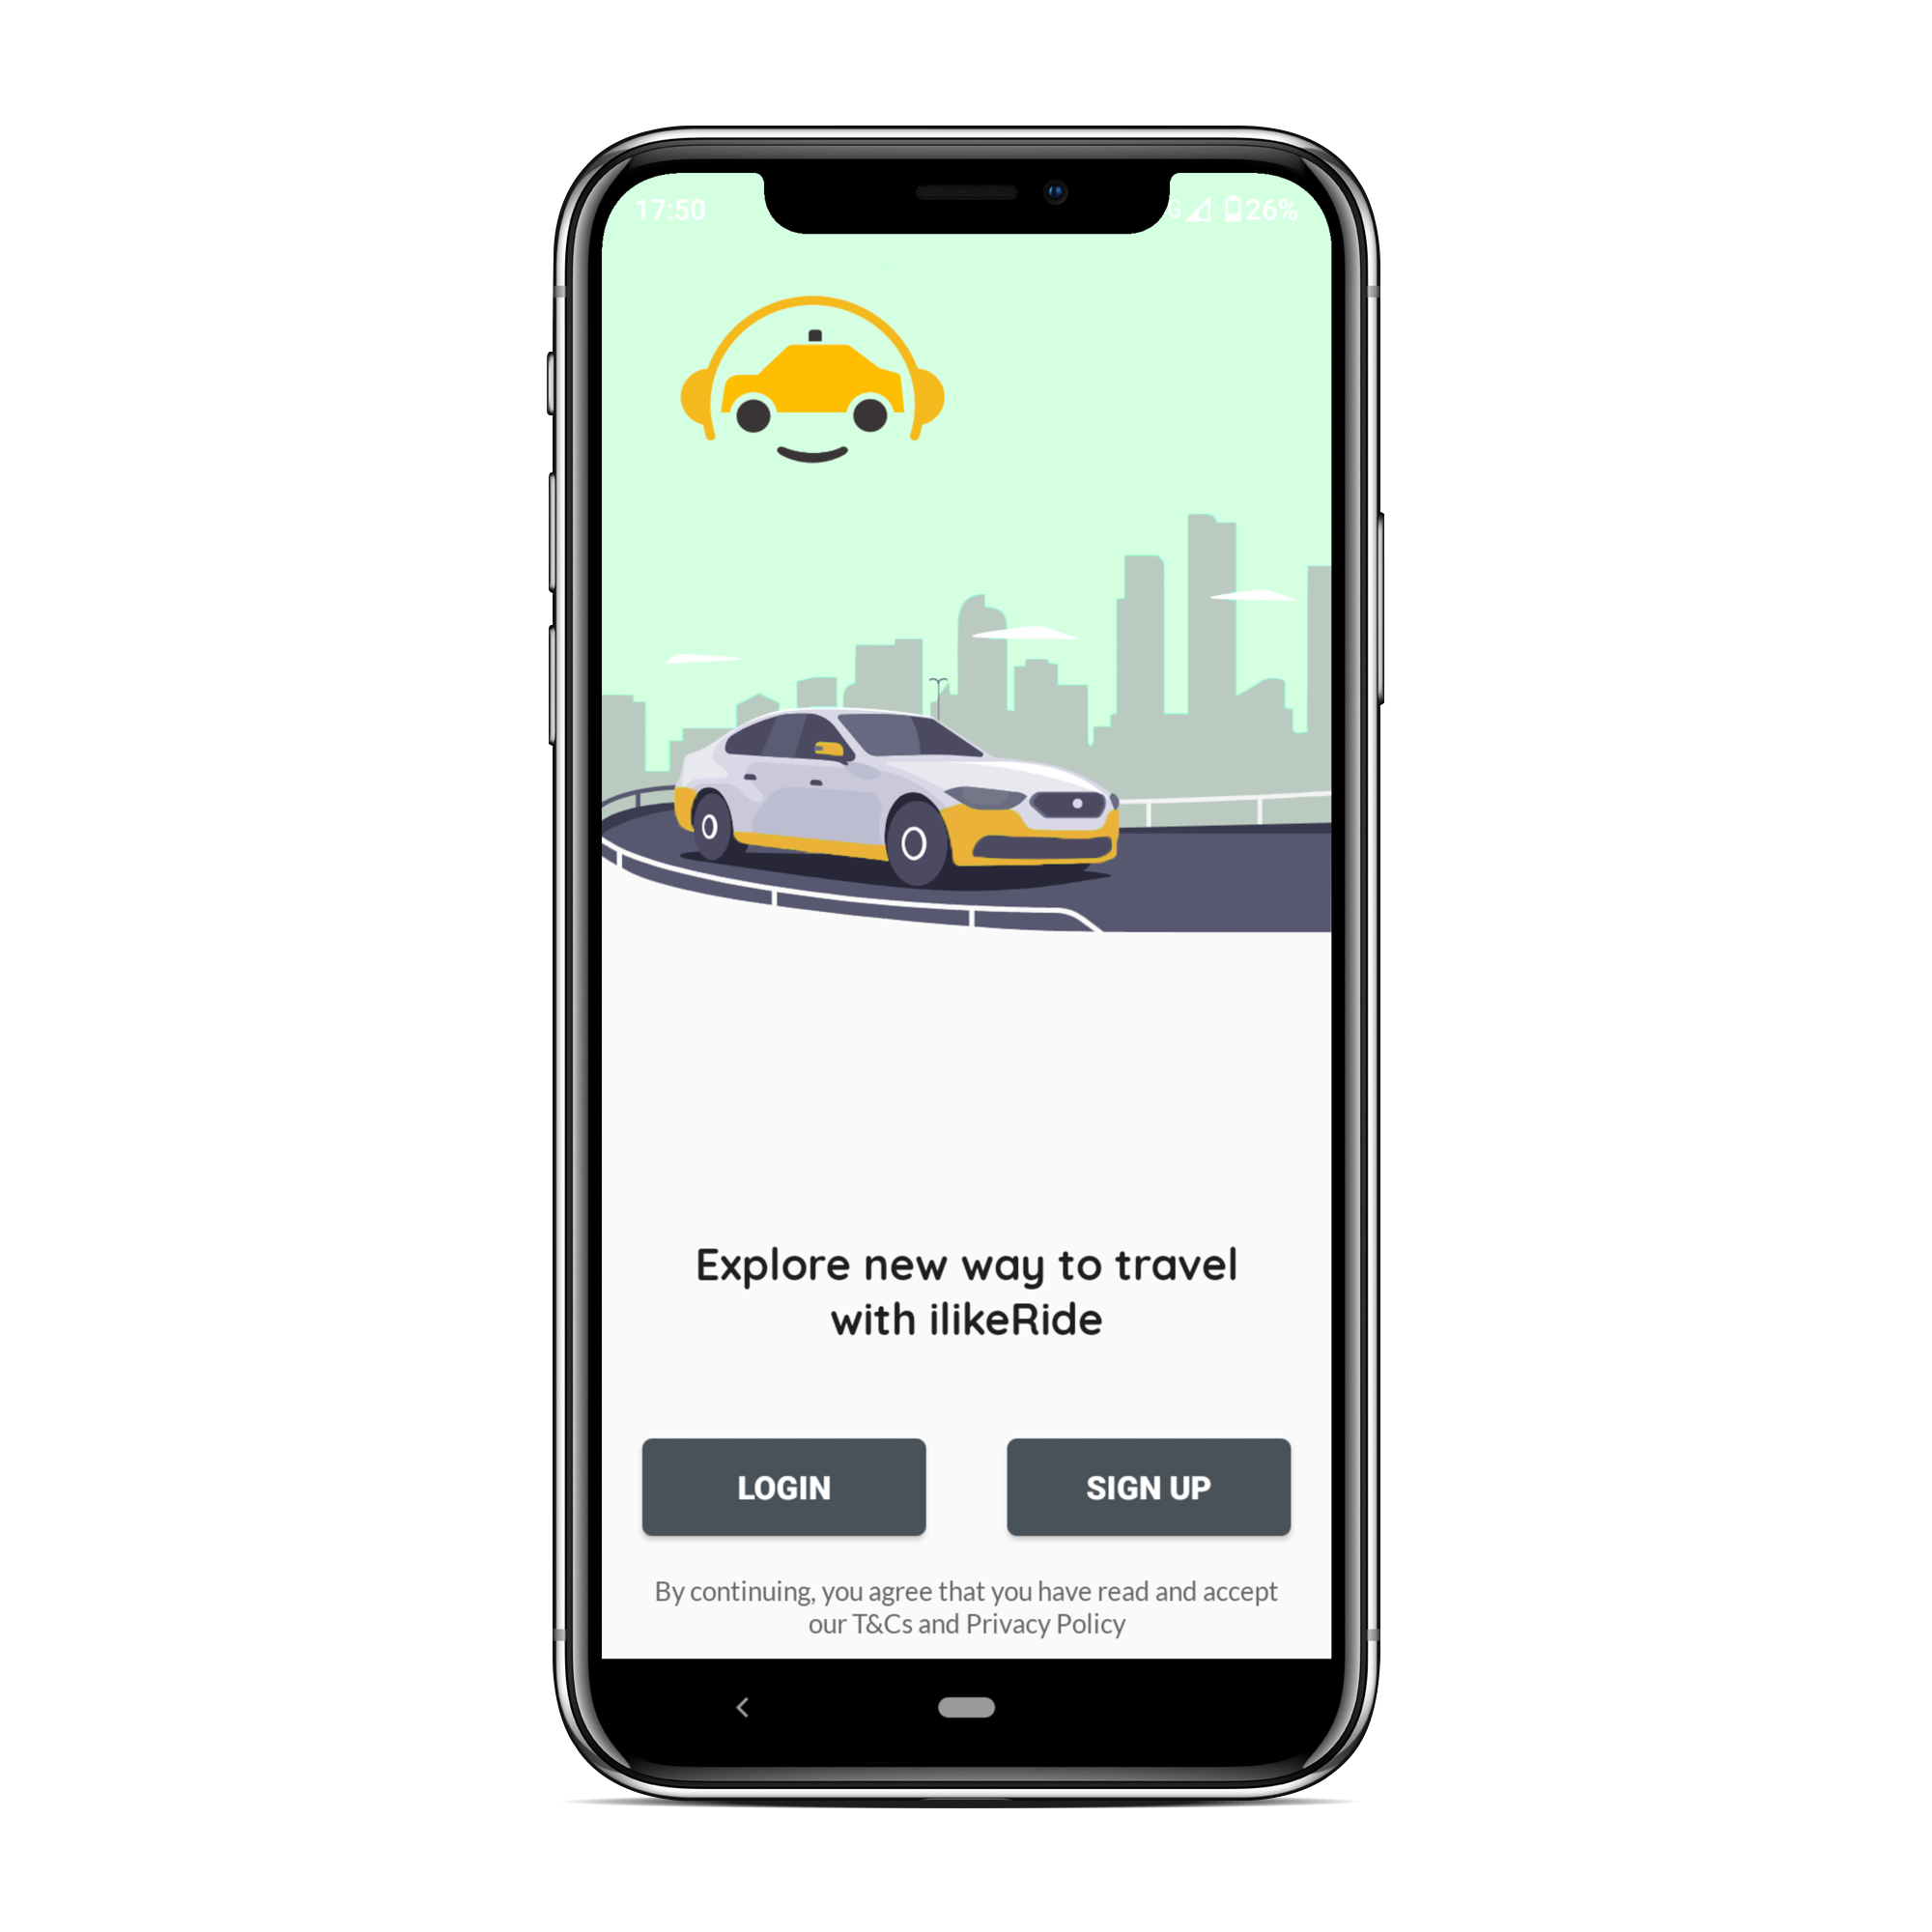 17:50
G 26%
Explore new way to travel
with ilikeRide
LOGIN
SIGN UP
By continuing, you agree that you have read and accept
our T&Cs and Privacy Policy